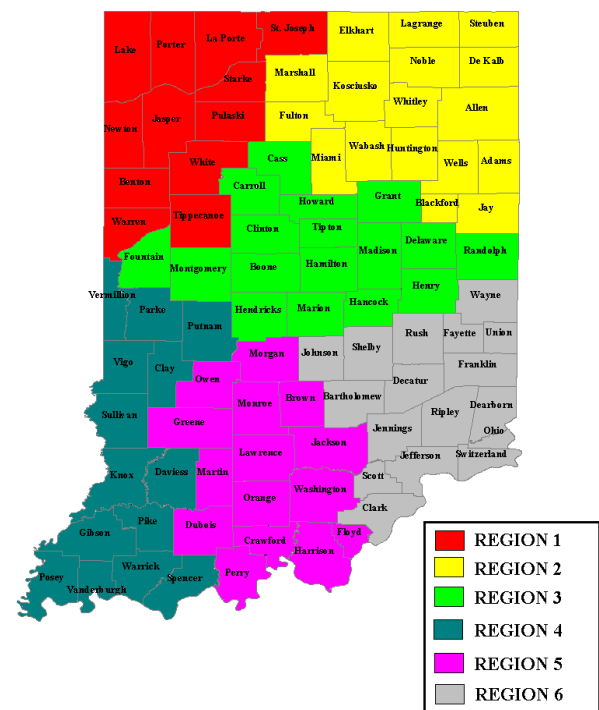 Lake
Porter
La Porte
St. Joseph
Elkhart
Lagrange
Steuben
Starke
Marshall
Kosciusko
Noble
De Kalb
Newton
Jasper
Pulaski
Fulton
Whitley
Allen
White
Cass
Miami
Wabash
Huntington
Wells
Adams
Benton
Carroll
Howard
Grant
Blackford
Jay
Warren
Tippecanoe
Clinton
Tipton
Madison
Delaware
Randolph
Fountain
Montgomery
Boone
Hamilton
Henry
Vermillion
Parke
Putnam
Hendricks
Marion
Hancock
Wayne
Rush
Fayette
Union
Vigo
Clay
Owen
Morgan
Johnson
Shelby
Decatur
Franklin
Sullivan
Greene
Monroe
Brown
Bartholomew
Jennings
Ripley
Dearborn
Ohio
Knox
Daviess
Martin
Lawrence
Jackson
Jefferson
Switzerland
Scott
Washington
Orange
Clark
Gibson
Pike
Dubois
Crawford
Harrison
Floyd
Posey
Vanderburgh
Warrick
Spencer
Perry
REGION 1
REGION 2
REGION 3
REGION 4
REGION 5
REGION 6